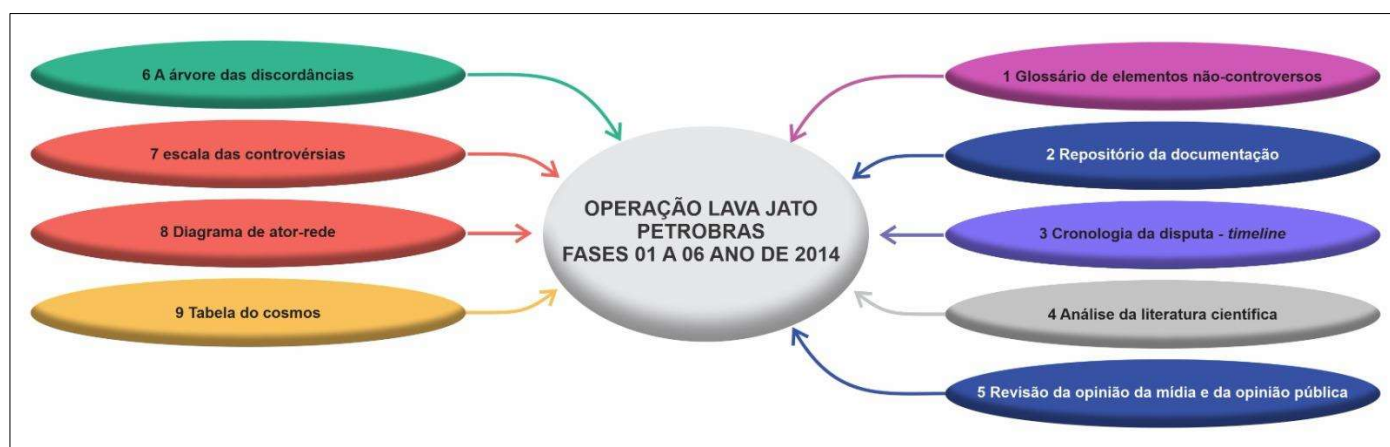 6 A árvore das discordâncias
7 escala das controvérsias
8 Diagrama de ator-rede
9 Tabela do cosmos
OPERAÇÃO LAVA JATO
PETROBRAS
FASES 01 A 06 ANO DE 2014
1 Glossário de elementos não-controversos
2 Repositório da documentação
3 Cronologia da disputa - timeline
4 Análise da literatura científica
5 Revisão da opinião da mídia e da opinião pública